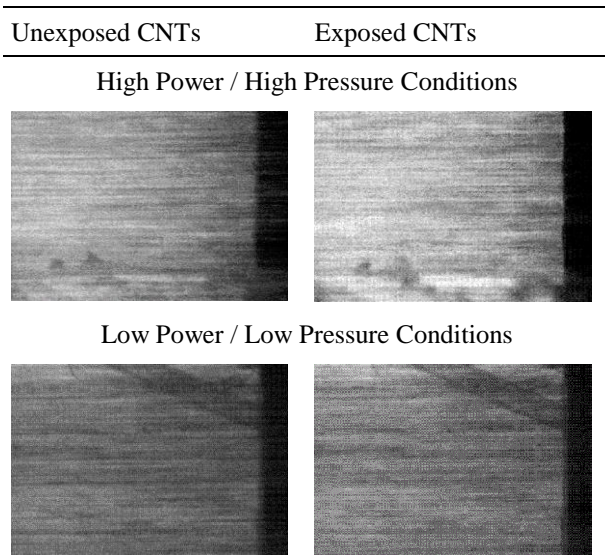 Unexposed CNTs Exposed CNTs
High Power / High Pressure Conditions
Low Power / Low Pressure Conditions